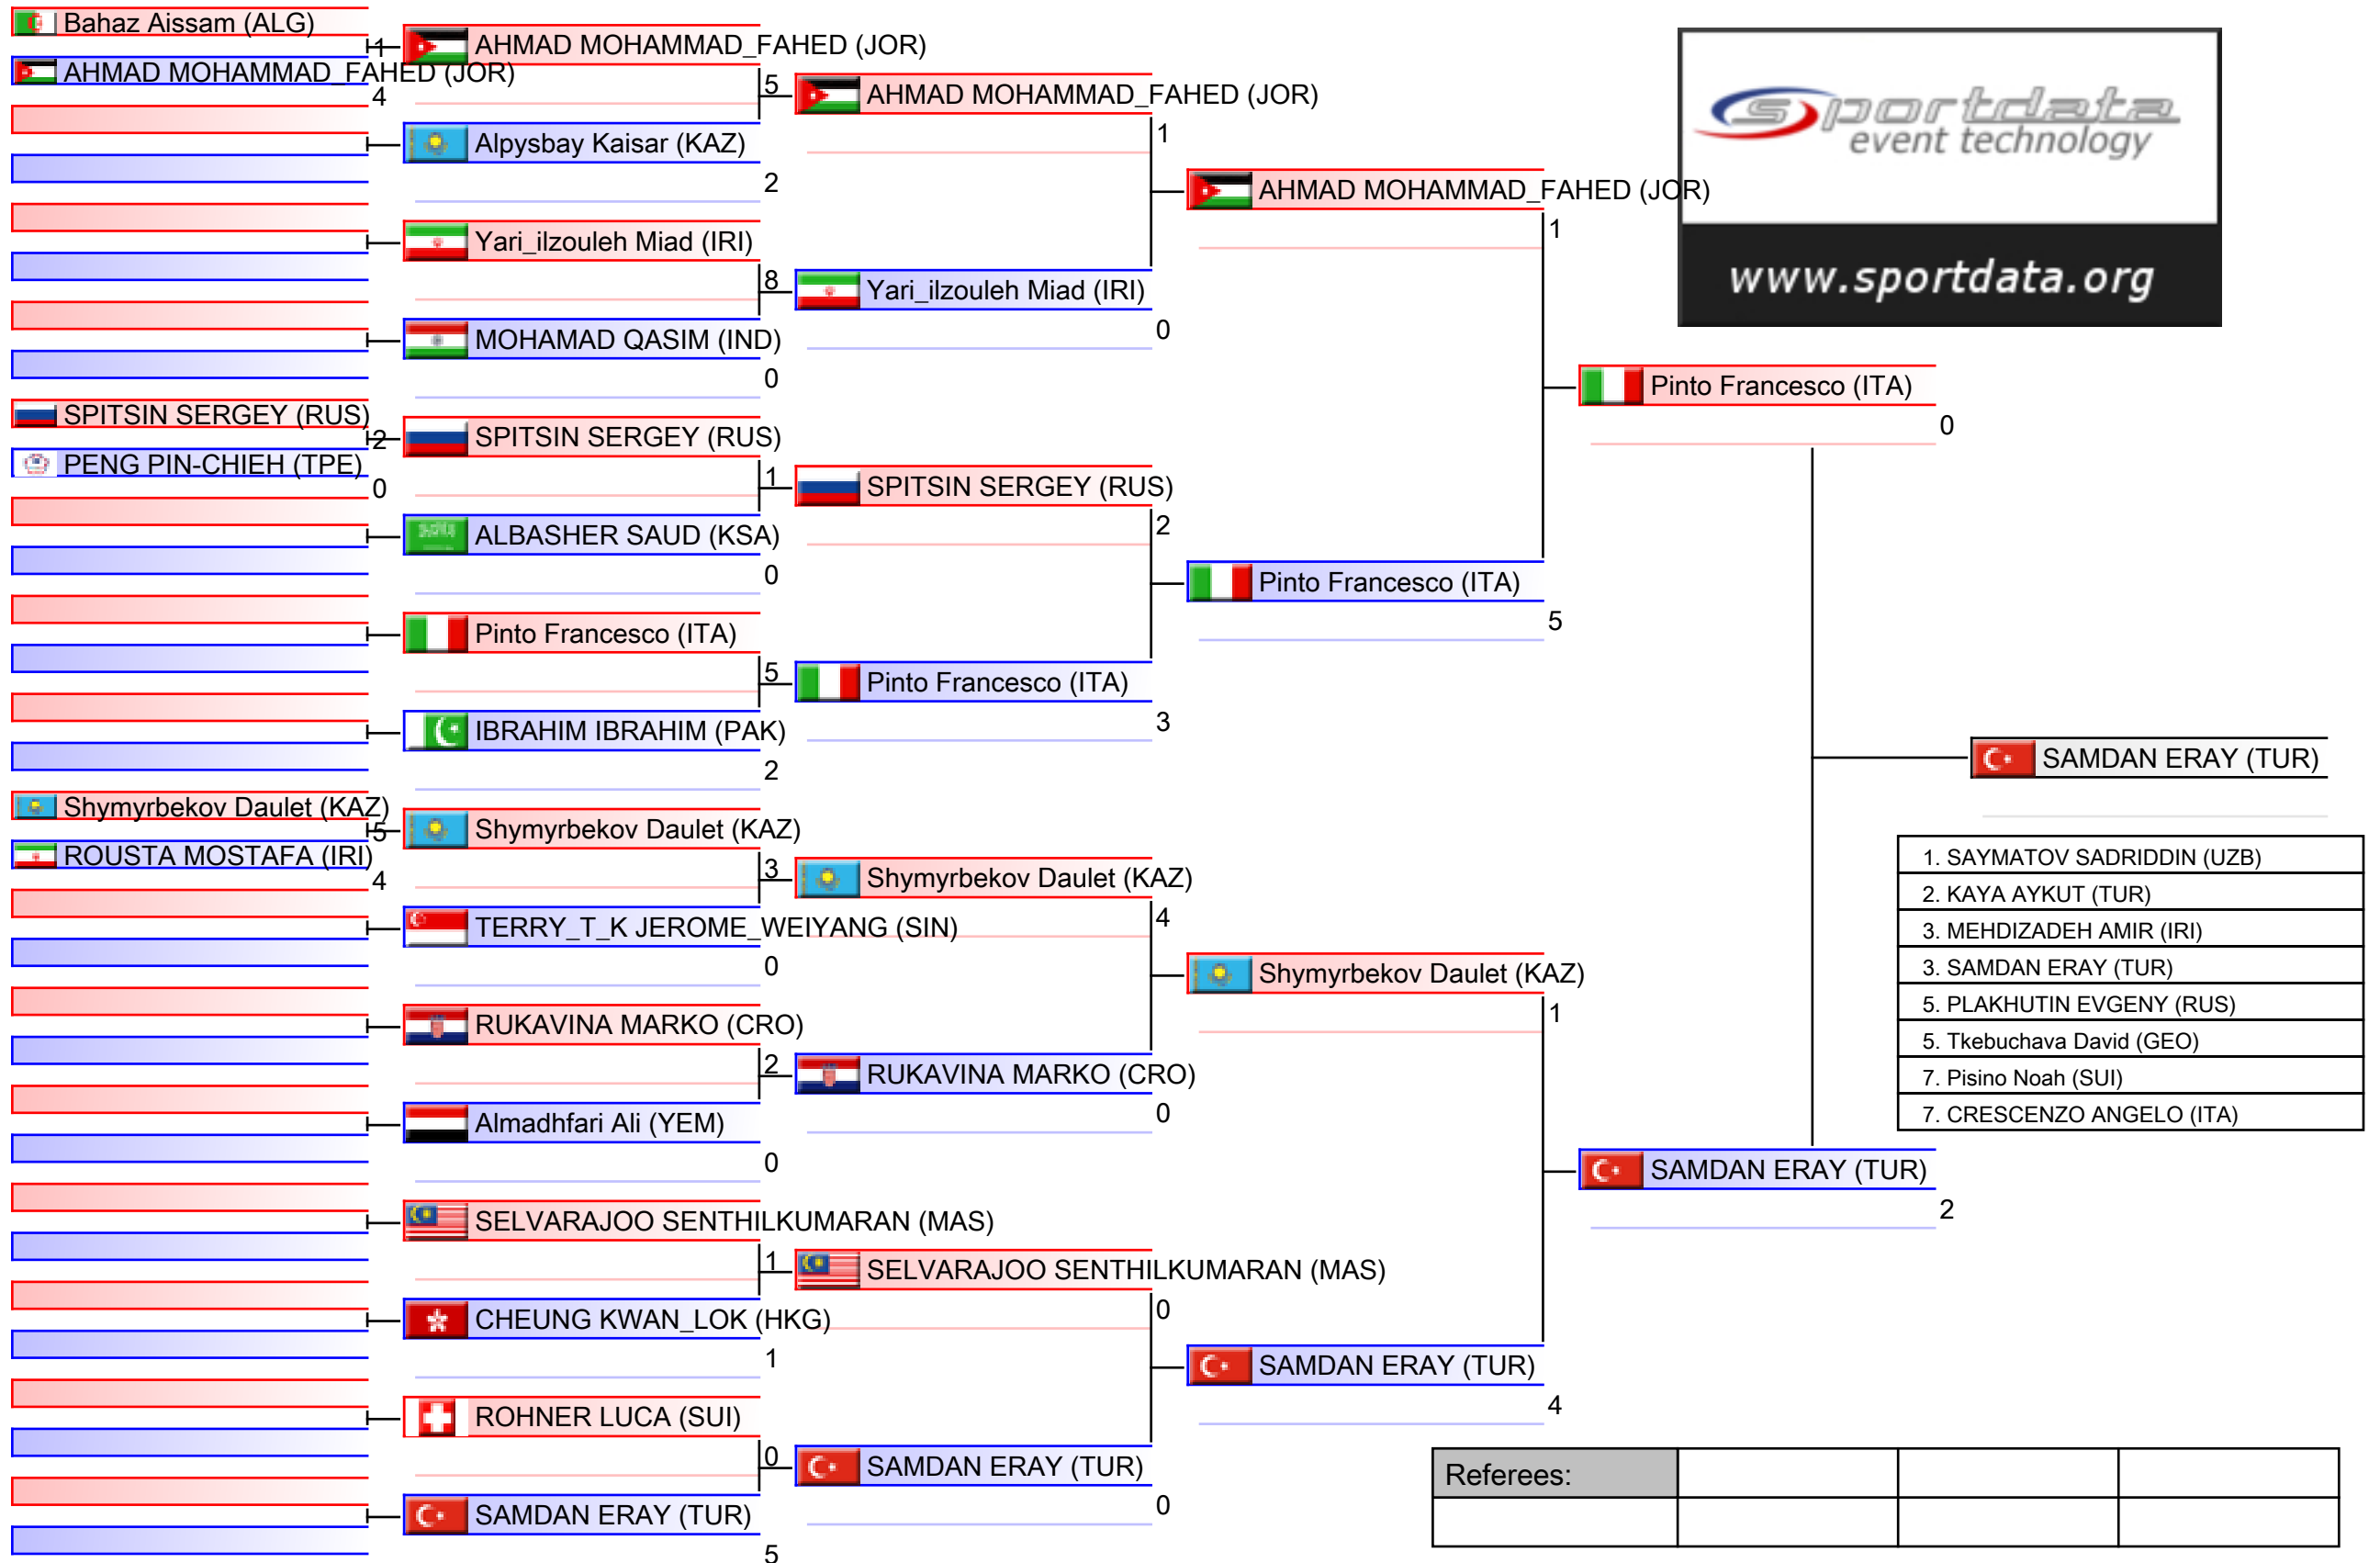 Bahaz Aissam (ALG)
1
AHMAD MOHAMMAD_FAHED (JOR)
4
SPITSIN SERGEY (RUS)
2
PENG PIN-CHIEH (TPE)
0
Shymyrbekov Daulet (KAZ)
5
ROUSTA MOSTAFA (IRI)
4
AHMAD MOHAMMAD_FAHED (JOR)
5
Alpysbay Kaisar (KAZ)
2
Yari_ilzouleh Miad (IRI)
8
MOHAMAD QASIM (IND)
0
SPITSIN SERGEY (RUS)
1
ALBASHER SAUD (KSA)
0
Pinto Francesco (ITA)
5
IBRAHIM IBRAHIM (PAK)
2
Shymyrbekov Daulet (KAZ)
3
TERRY_T_K JEROME_WEIYANG (SIN)
0
RUKAVINA MARKO (CRO)
2
Almadhfari Ali (YEM)
0
SELVARAJOO SENTHILKUMARAN (MAS)
1
CHEUNG KWAN_LOK (HKG)
1
ROHNER LUCA (SUI)
0
SAMDAN ERAY (TUR)
5
AHMAD MOHAMMAD_FAHED (JOR)
1
Yari_ilzouleh Miad (IRI)
0
SPITSIN SERGEY (RUS)
2
Pinto Francesco (ITA)
3
Shymyrbekov Daulet (KAZ)
4
RUKAVINA MARKO (CRO)
0
SELVARAJOO SENTHILKUMARAN (MAS)
0
SAMDAN ERAY (TUR)
0
AHMAD MOHAMMAD_FAHED (JOR)
1
Pinto Francesco (ITA)
5
Shymyrbekov Daulet (KAZ)
1
SAMDAN ERAY (TUR)
4
Pinto Francesco (ITA)
0
SAMDAN ERAY (TUR)
2
SAMDAN ERAY (TUR)
sportdata
event technology
www.sportdata.org
1. SAYMATOV SADRIDDIN (UZB)
2. KAYA AYKUT (TUR)
3. MEHDIZADEH AMIR (IRI)
3. SAMDAN ERAY (TUR)
5. PLAKHUTIN EVGENY (RUS)
5. Tkebuchava David (GEO)
7. Pisino Noah (SUI)
7. CRESCENZO ANGELO (ITA)
Referees: